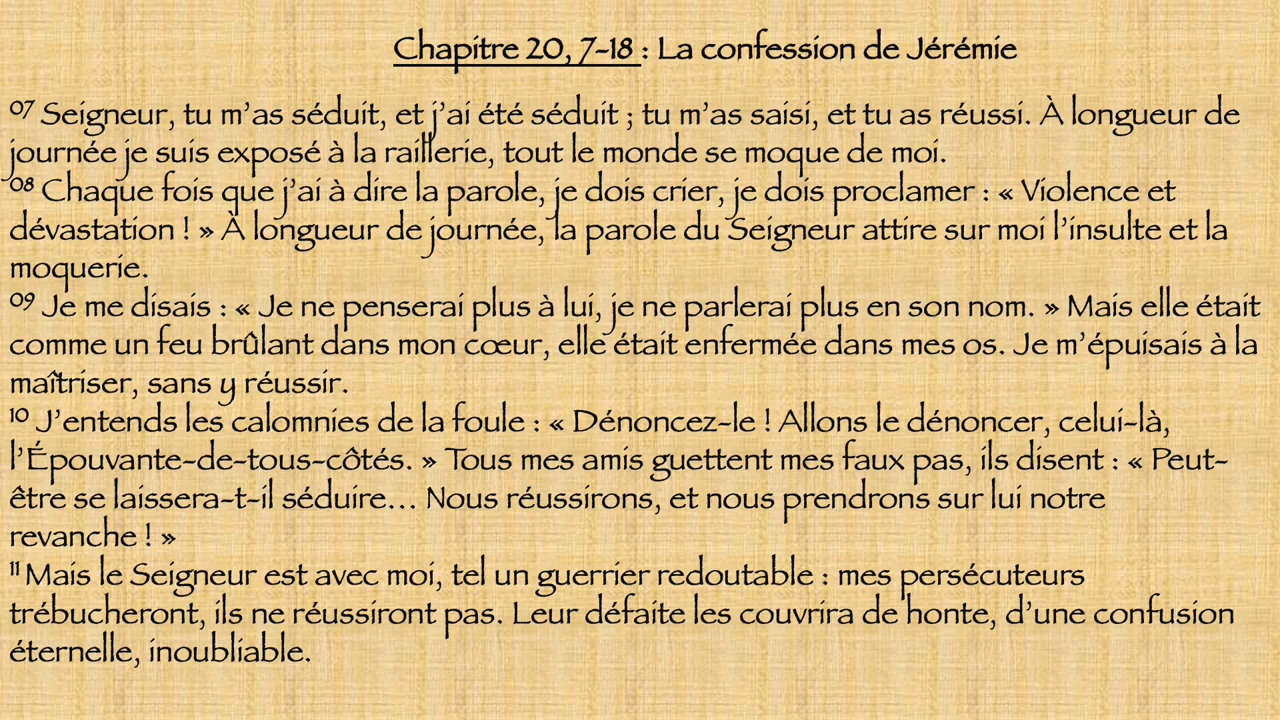 Chapitre 20, 7-18 : La confession de Jérémie
07 Seigneur, tu m’as séduit, et j’ai été séduit ; tu m’as saisi, et tu as réussi. À longueur de
journée je suis exposé à la raillerie, tout le monde se moque de moi.
08 Chaque fois que j’ai à dire la parole, je dois crier, je dois proclamer : « Violence et
dévastation ! » À longueur de journée, la parole du Seigneur attire sur moi l’insulte et la
moquerie.
09 Je me disais : « Je ne penserai plus à lui, je ne parlerai plus en son nom. » Mais elle était
comme un feu brûlant dans mon cœur, elle était enfermée dans mes os. Je m’épuisais à la
maîtriser, sans y réussir.
10 J’entends les calomnies de la foule : « Dénoncez-le ! Allons le dénoncer, celui-là,
l’Épouvante-de-tous-côtés. » Tous mes amis guettent mes faux pas, ils disent : « Peut-
être se laissera-t-il séduire… Nous réussirons, et nous prendrons sur lui notre
revanche ! »
11 Mais le Seigneur est avec moi, tel un guerrier redoutable : mes persécuteurs
trébucheront, ils ne réussiront pas. Leur défaite les couvrira de honte, d’une confusion
éternelle, inoubliable.